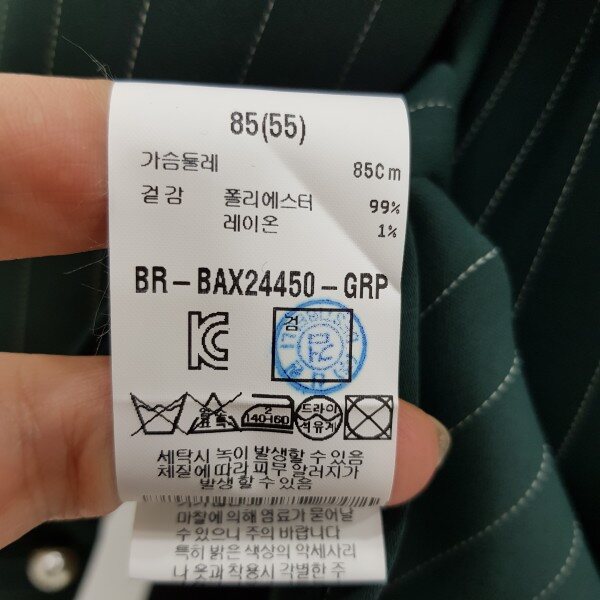 85(55)
가슴둘레 85Cm
겉감 폴리에스터 99%
레이온 1%
BR-BAX24450-GRP
검
2
140-160
드라이
석유계
세탁시 녹이 발생할 수 있음
체질에 따라 피부 알러지가
발생할 수 있음
마찰에 의해 염료가 묻어날
수 있으니 주의 바랍니다
특히 밝은 색상의 악세사리
나 옷과 착용시 각별한 주